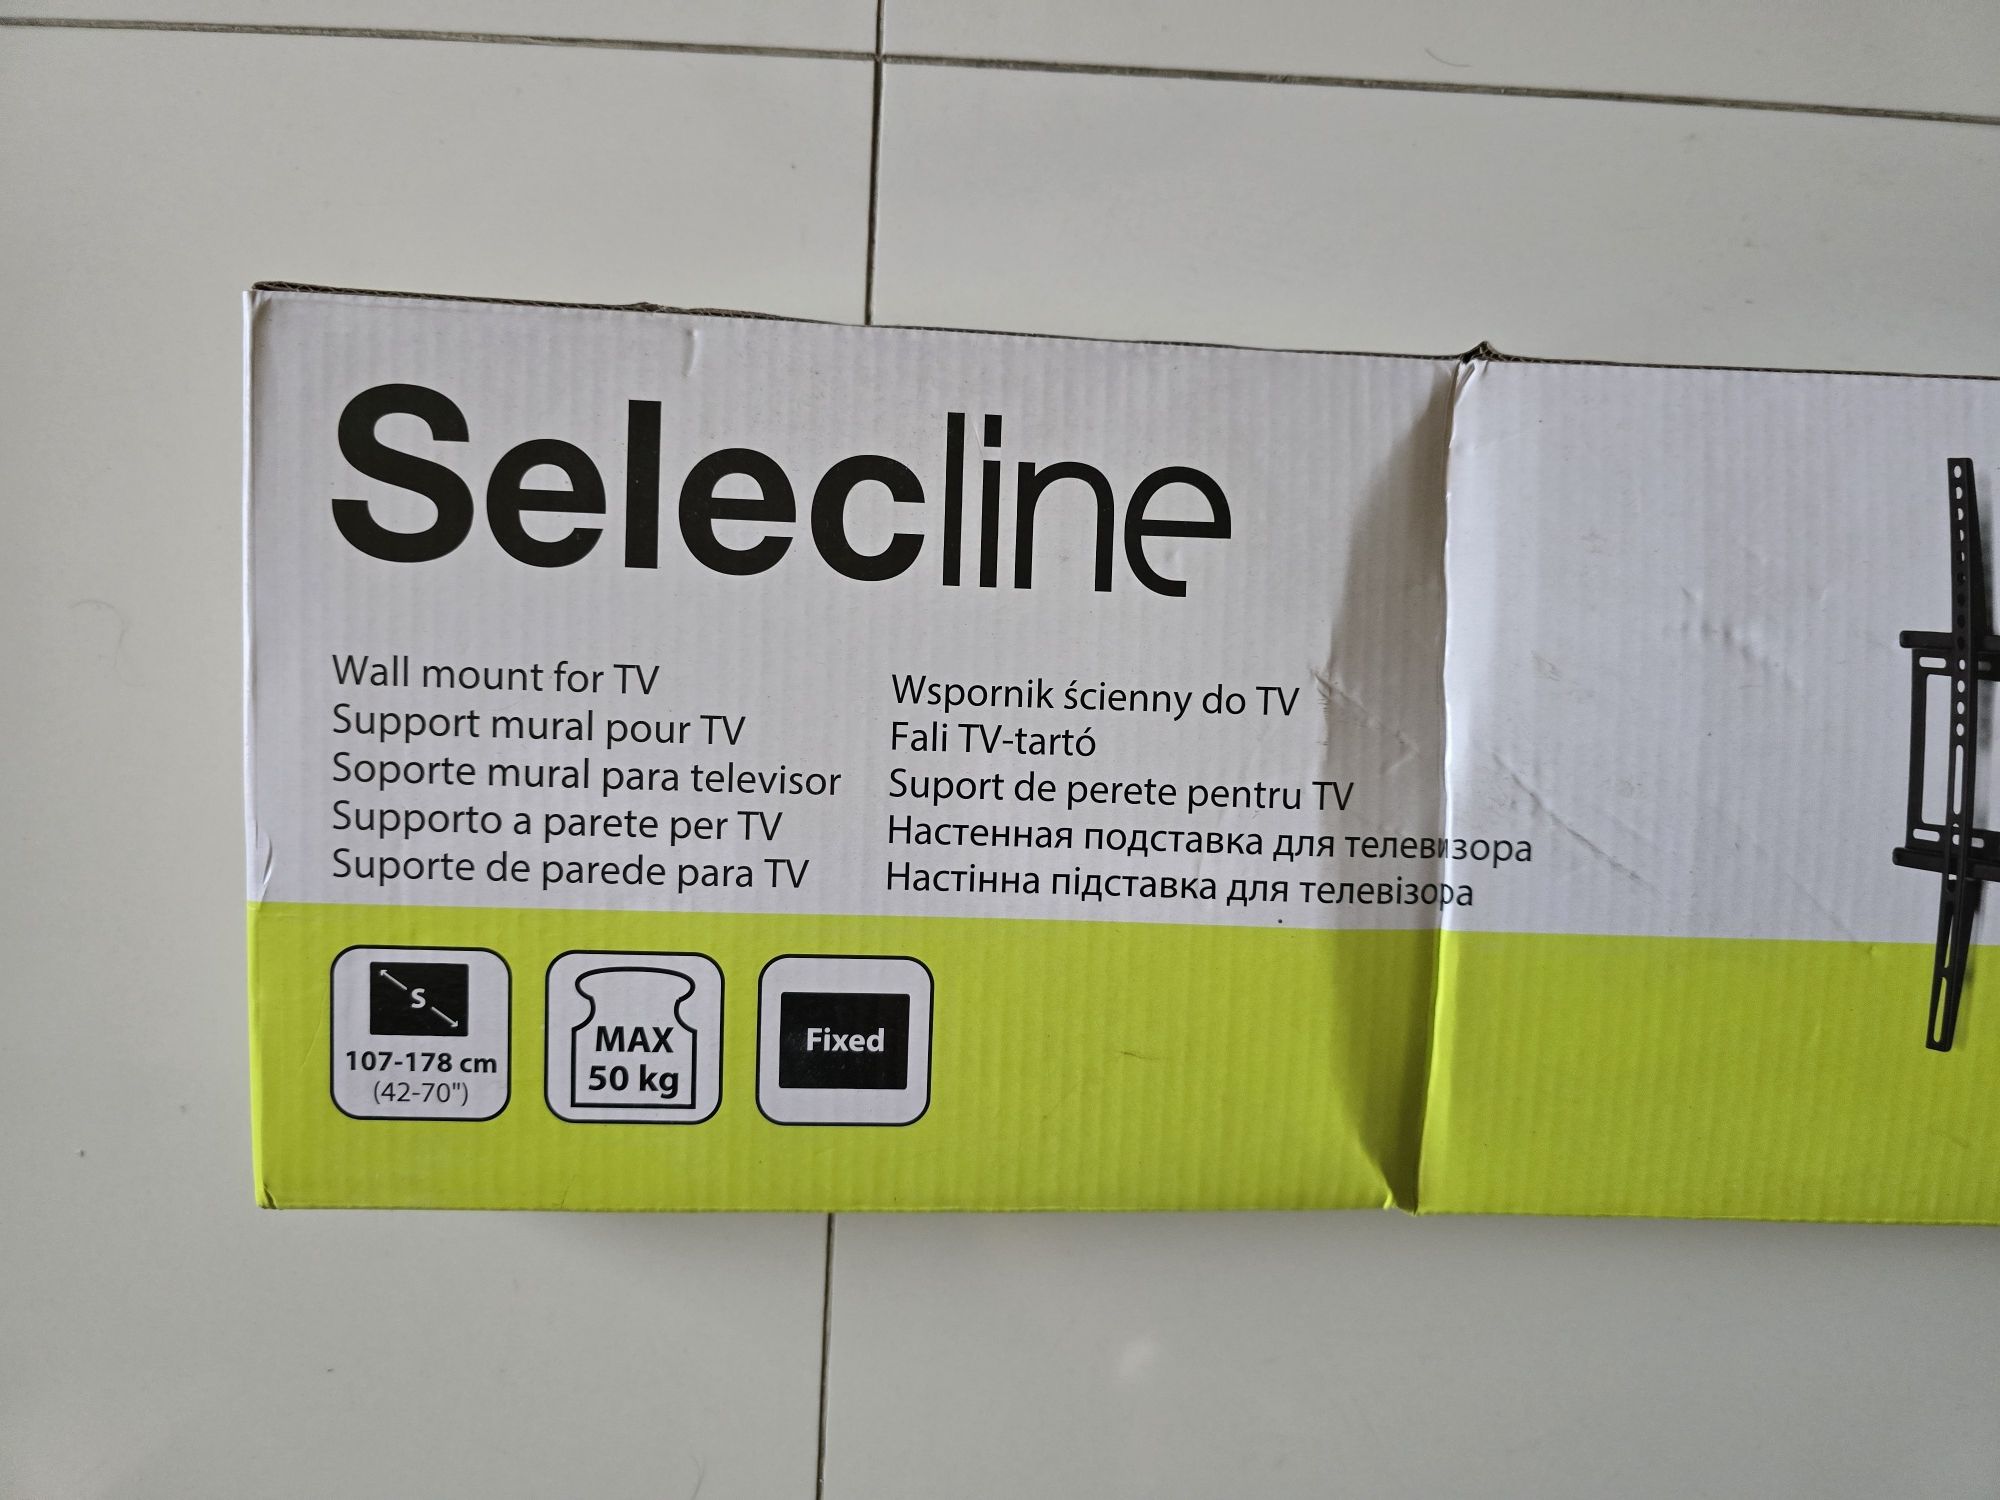 Selecline
Wall mount for TV
Support mural pour TV
Soporte mural para televisor
Supporto a parete per TV
Suporte de parede para TV
Wspornik ścienny do TV
Fali TV-tartó
Suport de perete pentru TV
Настенная подставка для телевизора
Настінна підставка для телевізора
S
107-178 cm
(42-70")
MAX
50 kg
Fixed